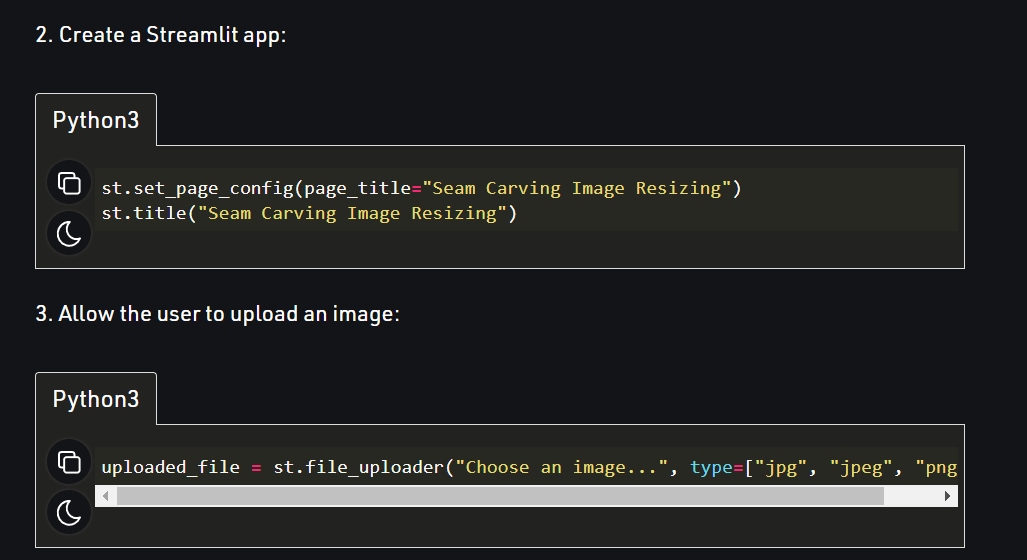 2. Create a Streamlit app:
Python3
st.set_page_config(page_title="Seam Carving Image Resizing")
st.title("Seam Carving Image Resizing")
3. Allow the user to upload an image:
Python3
uploaded_file = st.file_uploader("Choose an image...", type=["jpg", "jpeg", "png